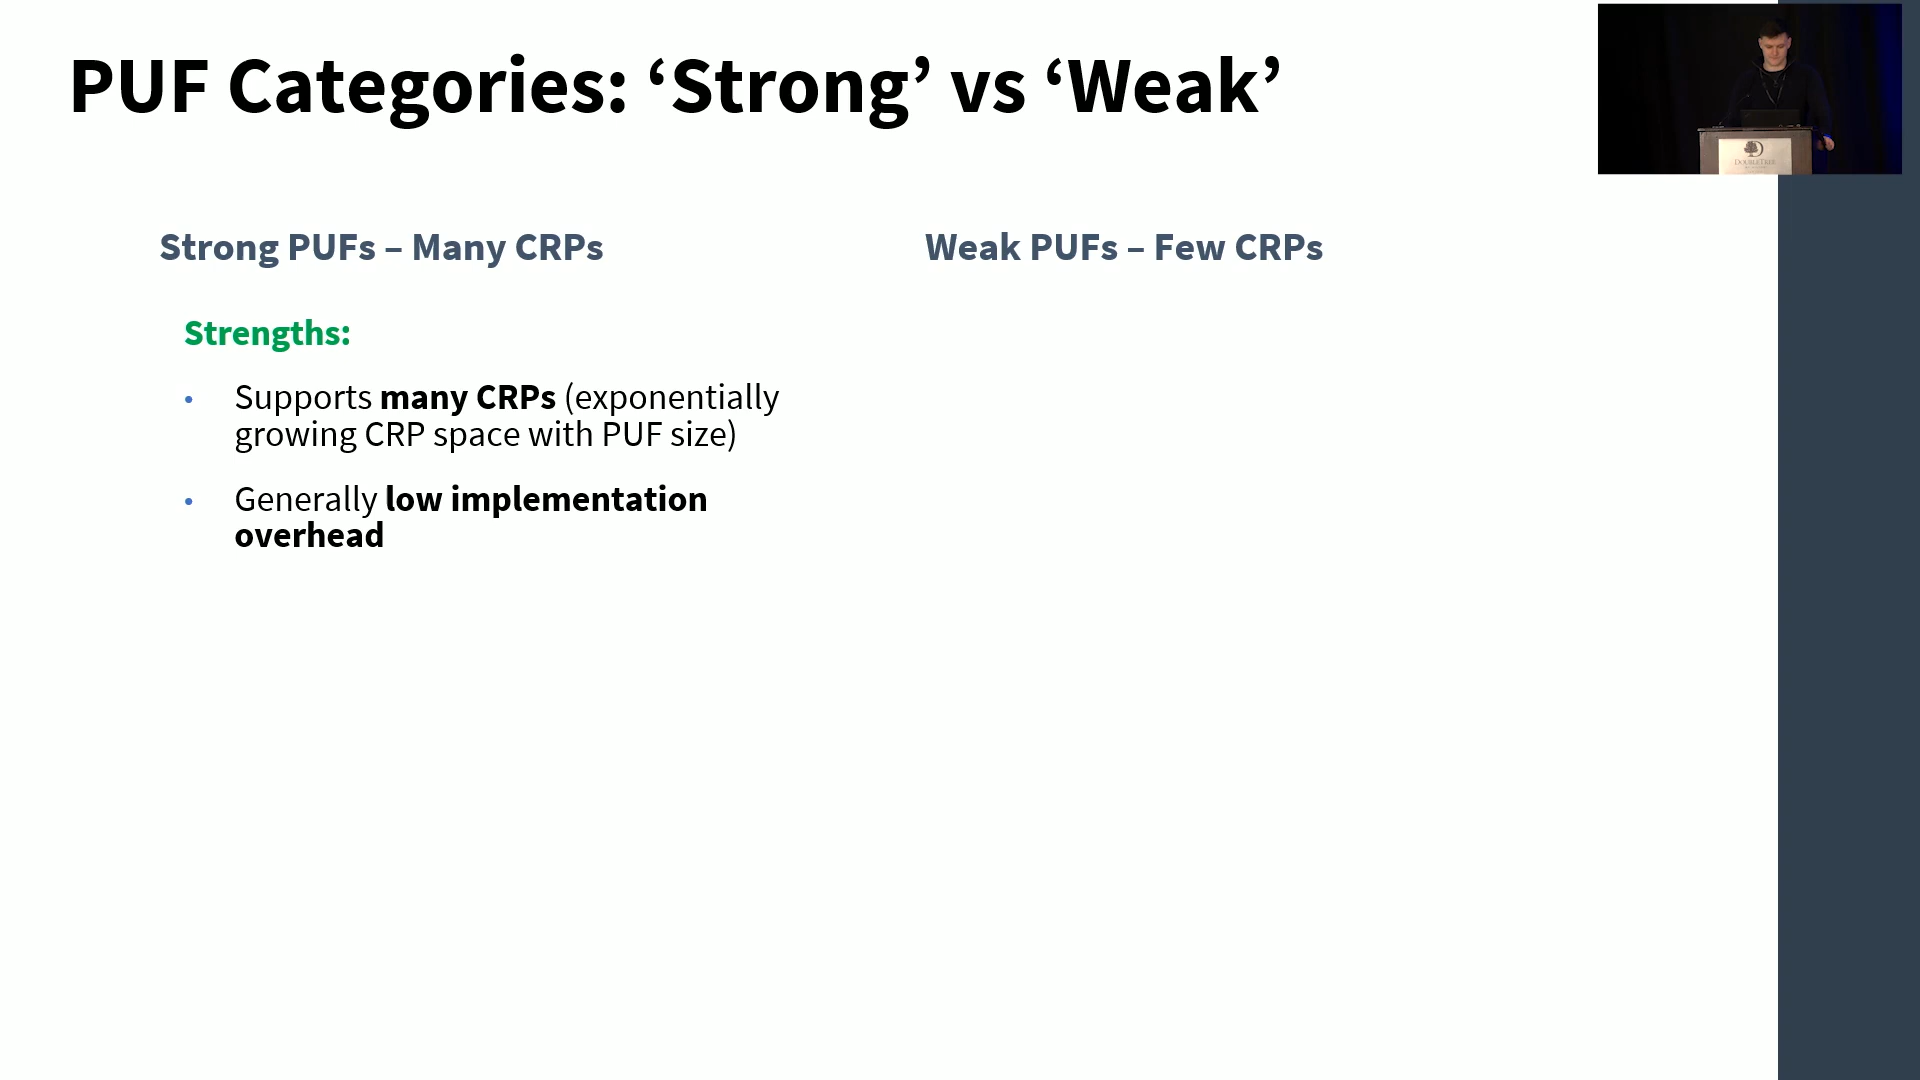 PUF Categories: ‘Strong’ vs ‘Weak’
Strong PUFs – Many CRPs
Weak PUFs – Few CRPs
Strengths:
• Supports many CRPs (exponentially
growing CRP space with PUF size)
• Generally low implementation
overhead
DOUBLETREE